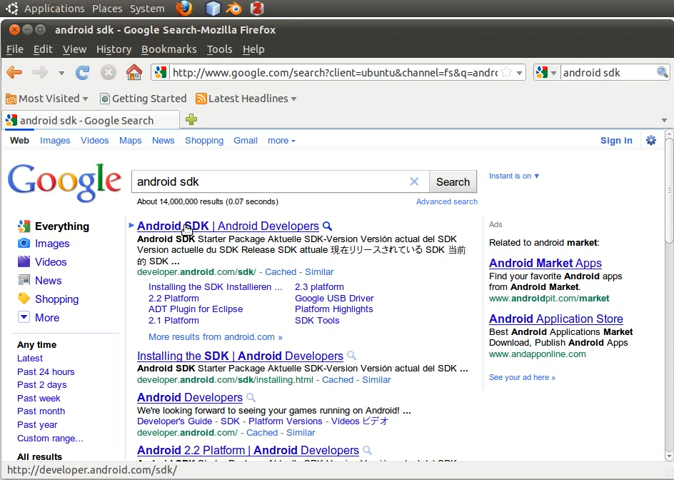 Applications Places System
android sdk - Google Search-Mozilla Firefox
File Edit View History Bookmarks Tools Help
http://www.google.com/search?client=ubuntu&channel=fs&q=andro
android sdk
Most Visited Getting Started Latest Headlines
android sdk - Google Search
Web Images Videos Maps News Shopping Gmail more
Sign in
Google
android sdk
Search
Instant is on
About 14,000,000 results (0.07 seconds)
Advanced search
Everything
Images
Videos
News
Shopping
More
Any time
Latest
Past 24 hours
Past 2 days
Past week
Past month
Past year
Custom range...
All results
Android SDK | Android Developers
Android SDK Starter Package Aktuelle SDK-Version Versión actual del SDK
Version actuelle du SDK Release SDK attuale 現在リリースされている SDK 当前
的 SDK ...
developer.android.com/sdk/ - Cached - Similar
Installing the SDK Installieren ... 2.3 platform
2.2 Platform Google USB Driver
ADT Plugin for Eclipse Platform Highlights
2.1 Platform SDK Tools
More results from android.com »
Installing the SDK | Android Developers
Android SDK Starter Package Aktuelle SDK-Version Versión actual del SDK ...
developer.android.com/sdk/installing.html - Cached - Similar
Android Developers
We're looking forward to seeing your games running on Android! ...
Developer's Guide - SDK - Platform Versions - Videos ビデオ
developer.android.com/ - Cached - Similar
Android 2.2 Platform | Android Developers
Ads
Related to android market:
Android Market Apps
Find your favorite Android apps
from Android Market.
www.androidpit.com/market
Android Application Store
Best Android Applications Market
Download, Publish Android Apps
www.andapponline.com
See your ad here »
http://developer.android.com/sdk/